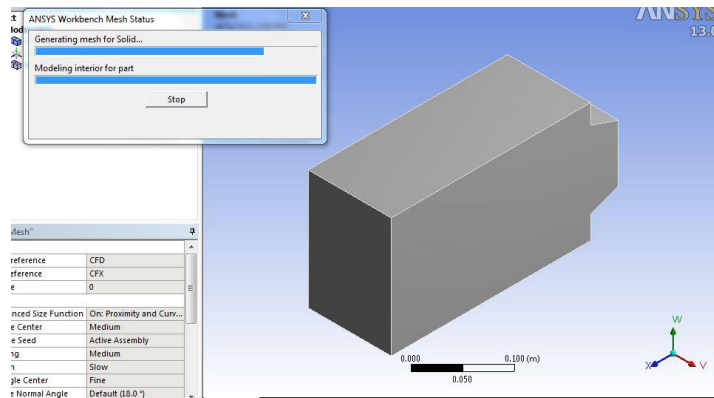 ANSYS Workbench Mesh Status
Generating mesh for Solid...
Modeling interior for part
Stop
ANSYS
13.0
Mesh"
reference CFD
eference CFX
e 0
nced Size Function On: Proximity and Curv...
e Center Medium
e Seed Active Assembly
ng Medium
n Slow
gle Center Fine
e Normal Angle Default (18.0 °)
0.000 0.100 (m)
0.050
W
X
V